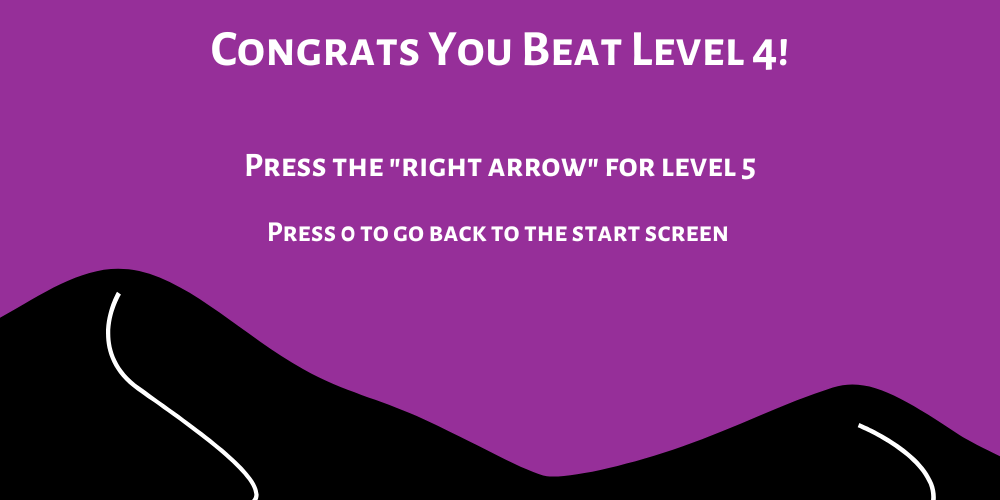 Congrats You Beat Level 4!
Press the "right arrow" for level 5
Press 0 to go back to the start screen